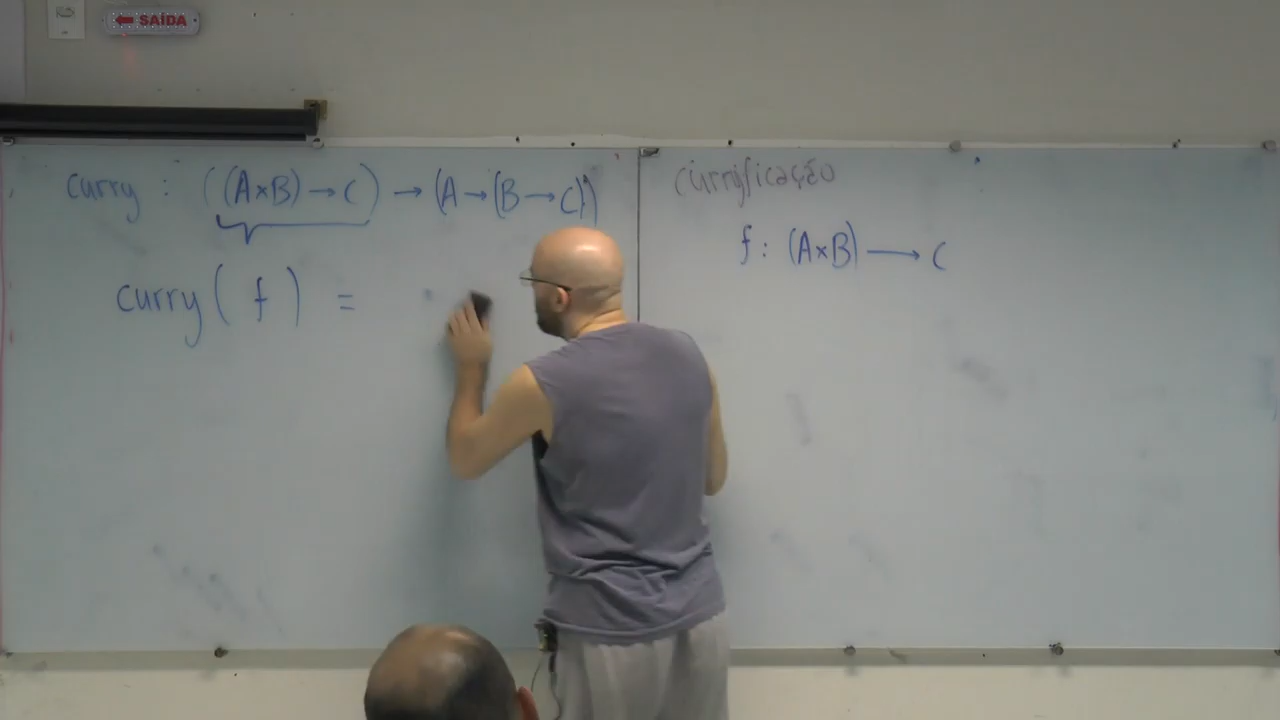 SAÍDA
curry : ((A×B) → C) → (A → (B → C))
curry ( f ) =
currificação
f : (A×B) → C